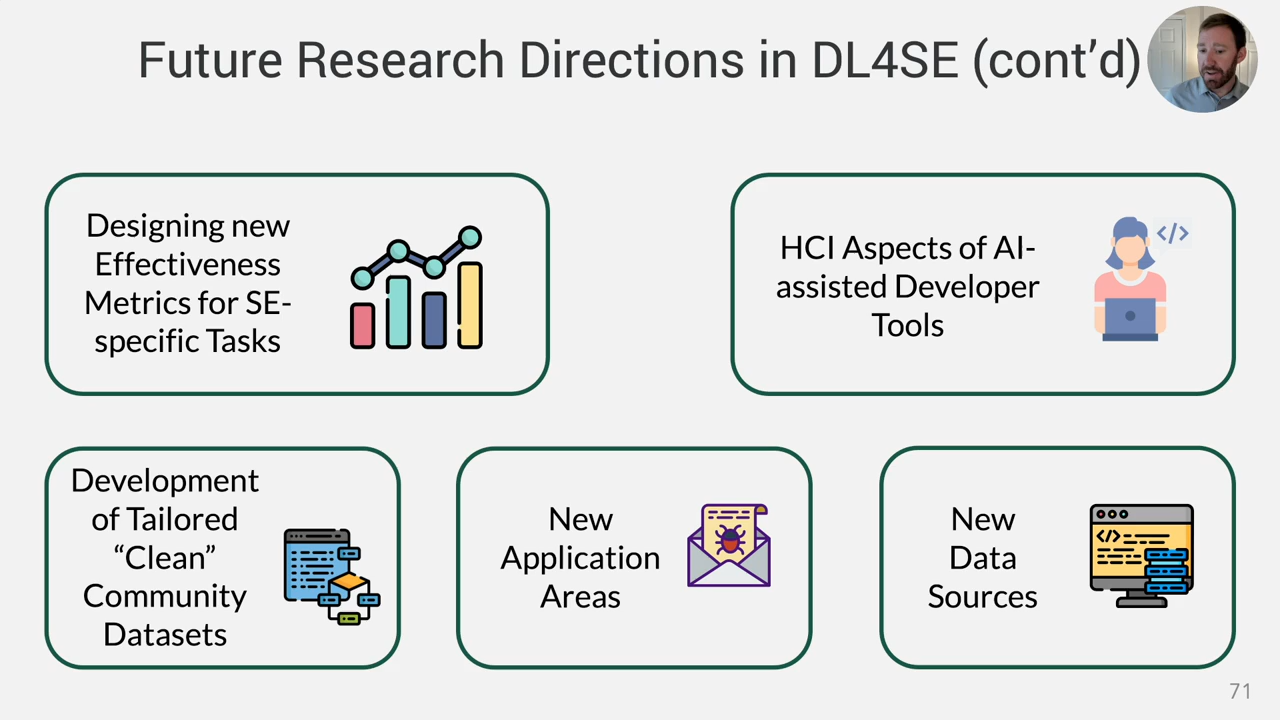 Future Research Directions in DL4SE (cont’d)
Designing new
Effectiveness
Metrics for SE-
specific Tasks
HCI Aspects of AI-
assisted Developer
Tools
</>
Development
of Tailored
“Clean”
Community
Datasets
New
Application
Areas
New
Data
Sources
</>
71